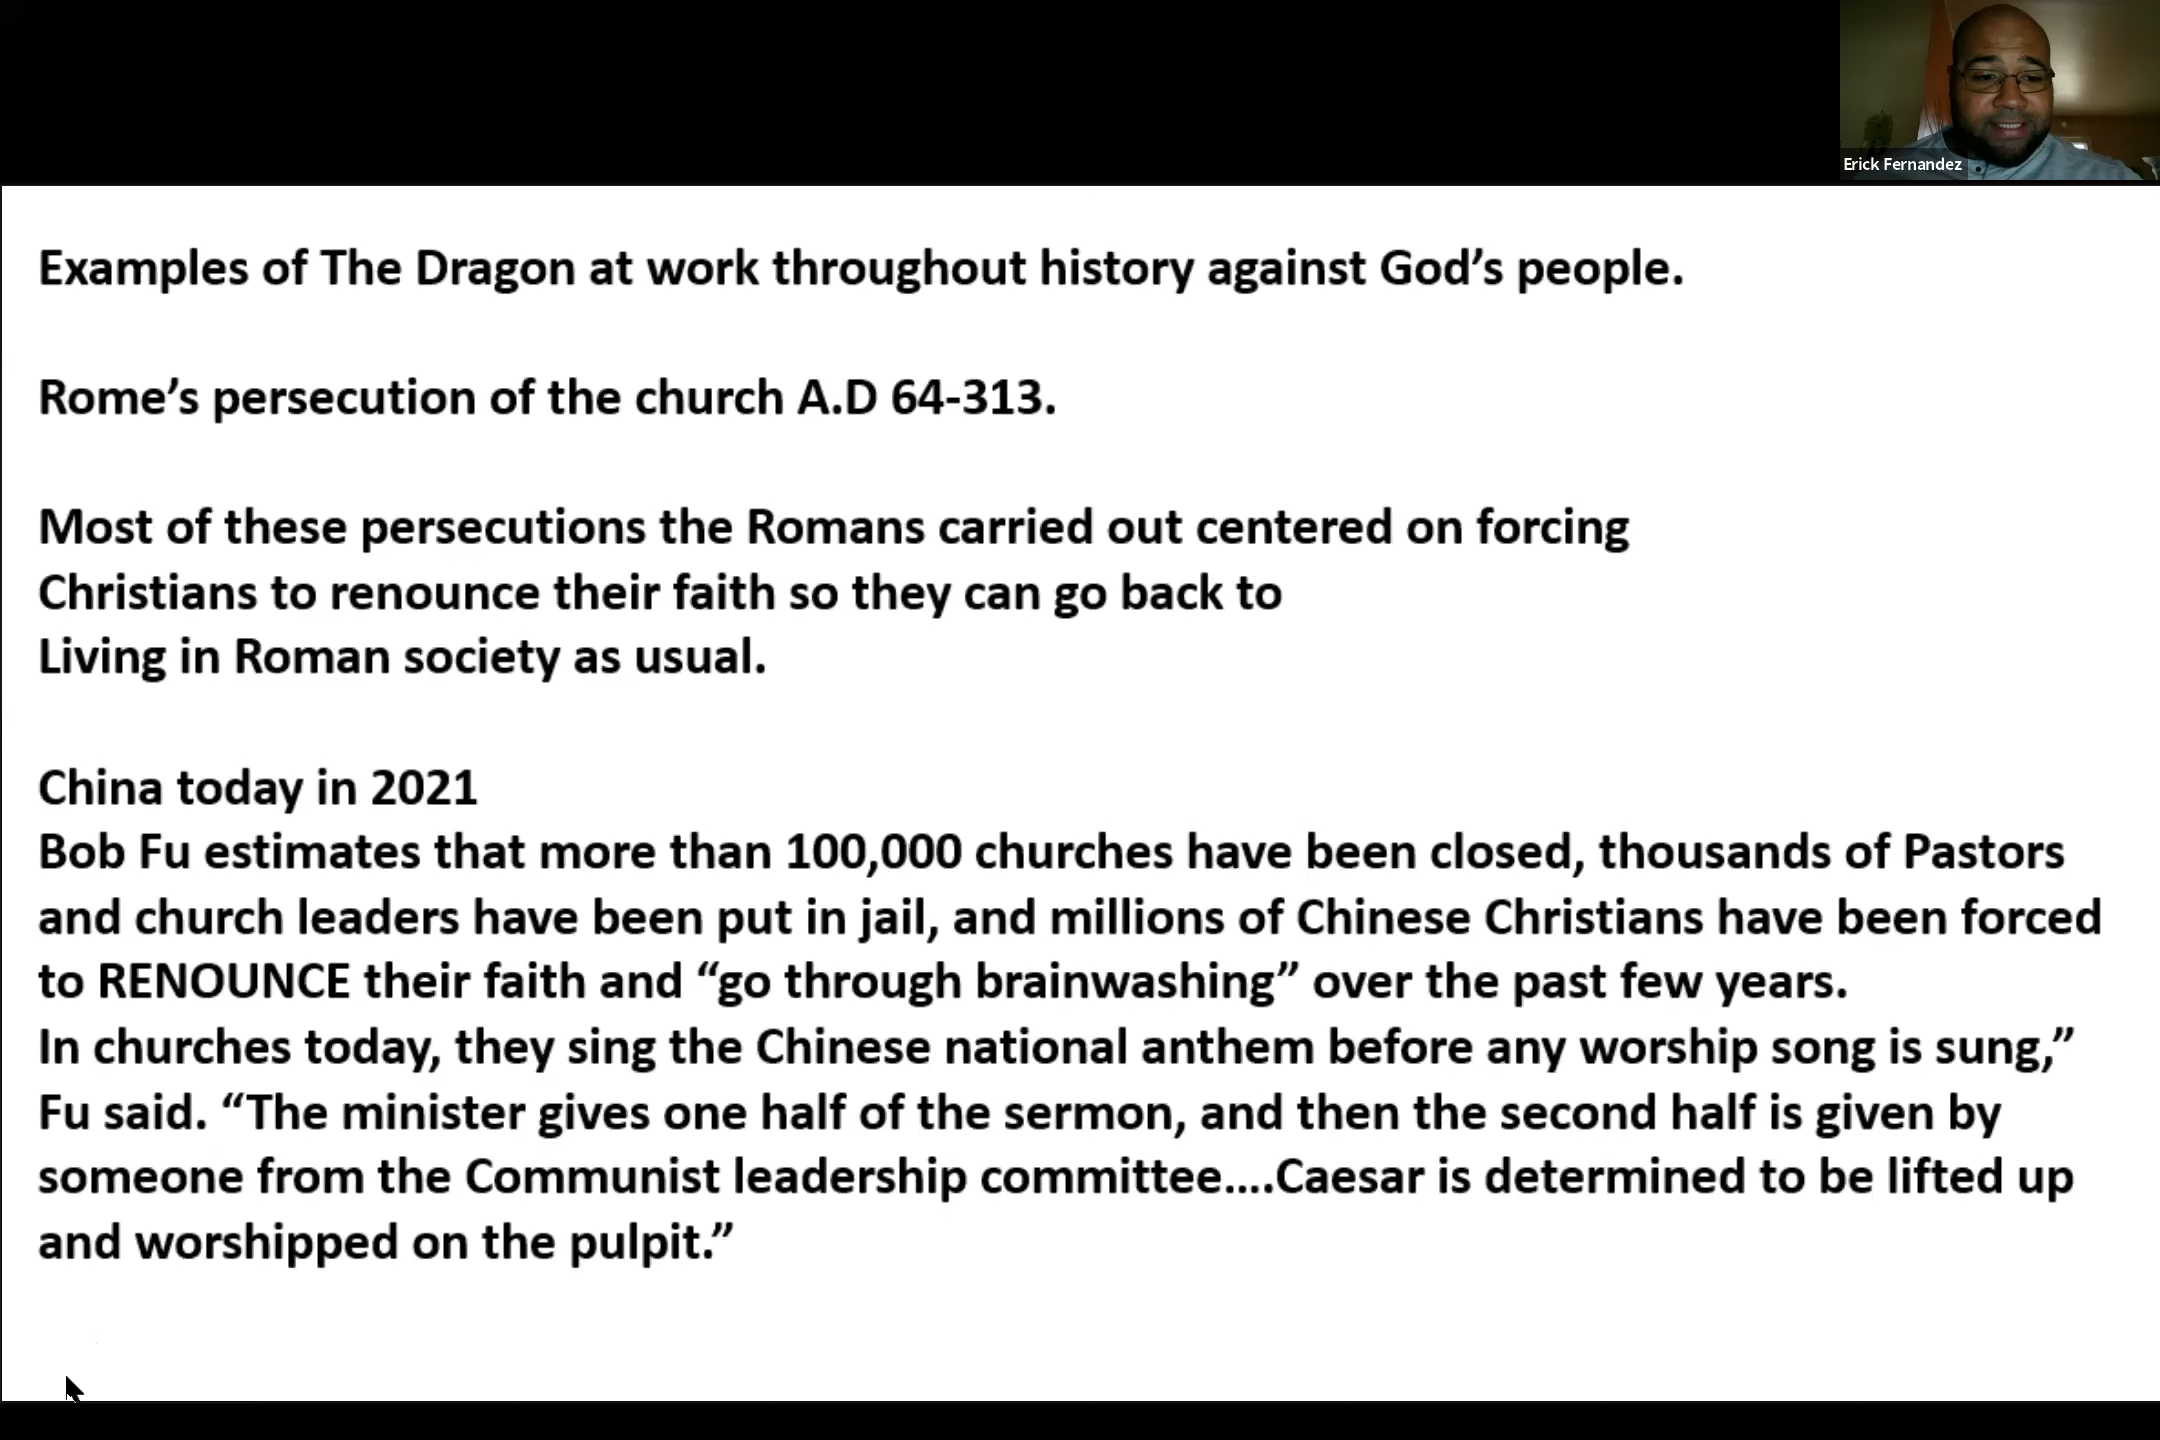 Erick Fernandez
Examples of The Dragon at work throughout history against God’s people.
Rome’s persecution of the church A.D 64-313.
Most of these persecutions the Romans carried out centered on forcing
Christians to renounce their faith so they can go back to
Living in Roman society as usual.
China today in 2021
Bob Fu estimates that more than 100,000 churches have been closed, thousands of Pastors
and church leaders have been put in jail, and millions of Chinese Christians have been forced
to RENOUNCE their faith and “go through brainwashing” over the past few years.
In churches today, they sing the Chinese national anthem before any worship song is sung,”
Fu said. “The minister gives one half of the sermon, and then the second half is given by
someone from the Communist leadership committee....Caesar is determined to be lifted up
and worshipped on the pulpit.”